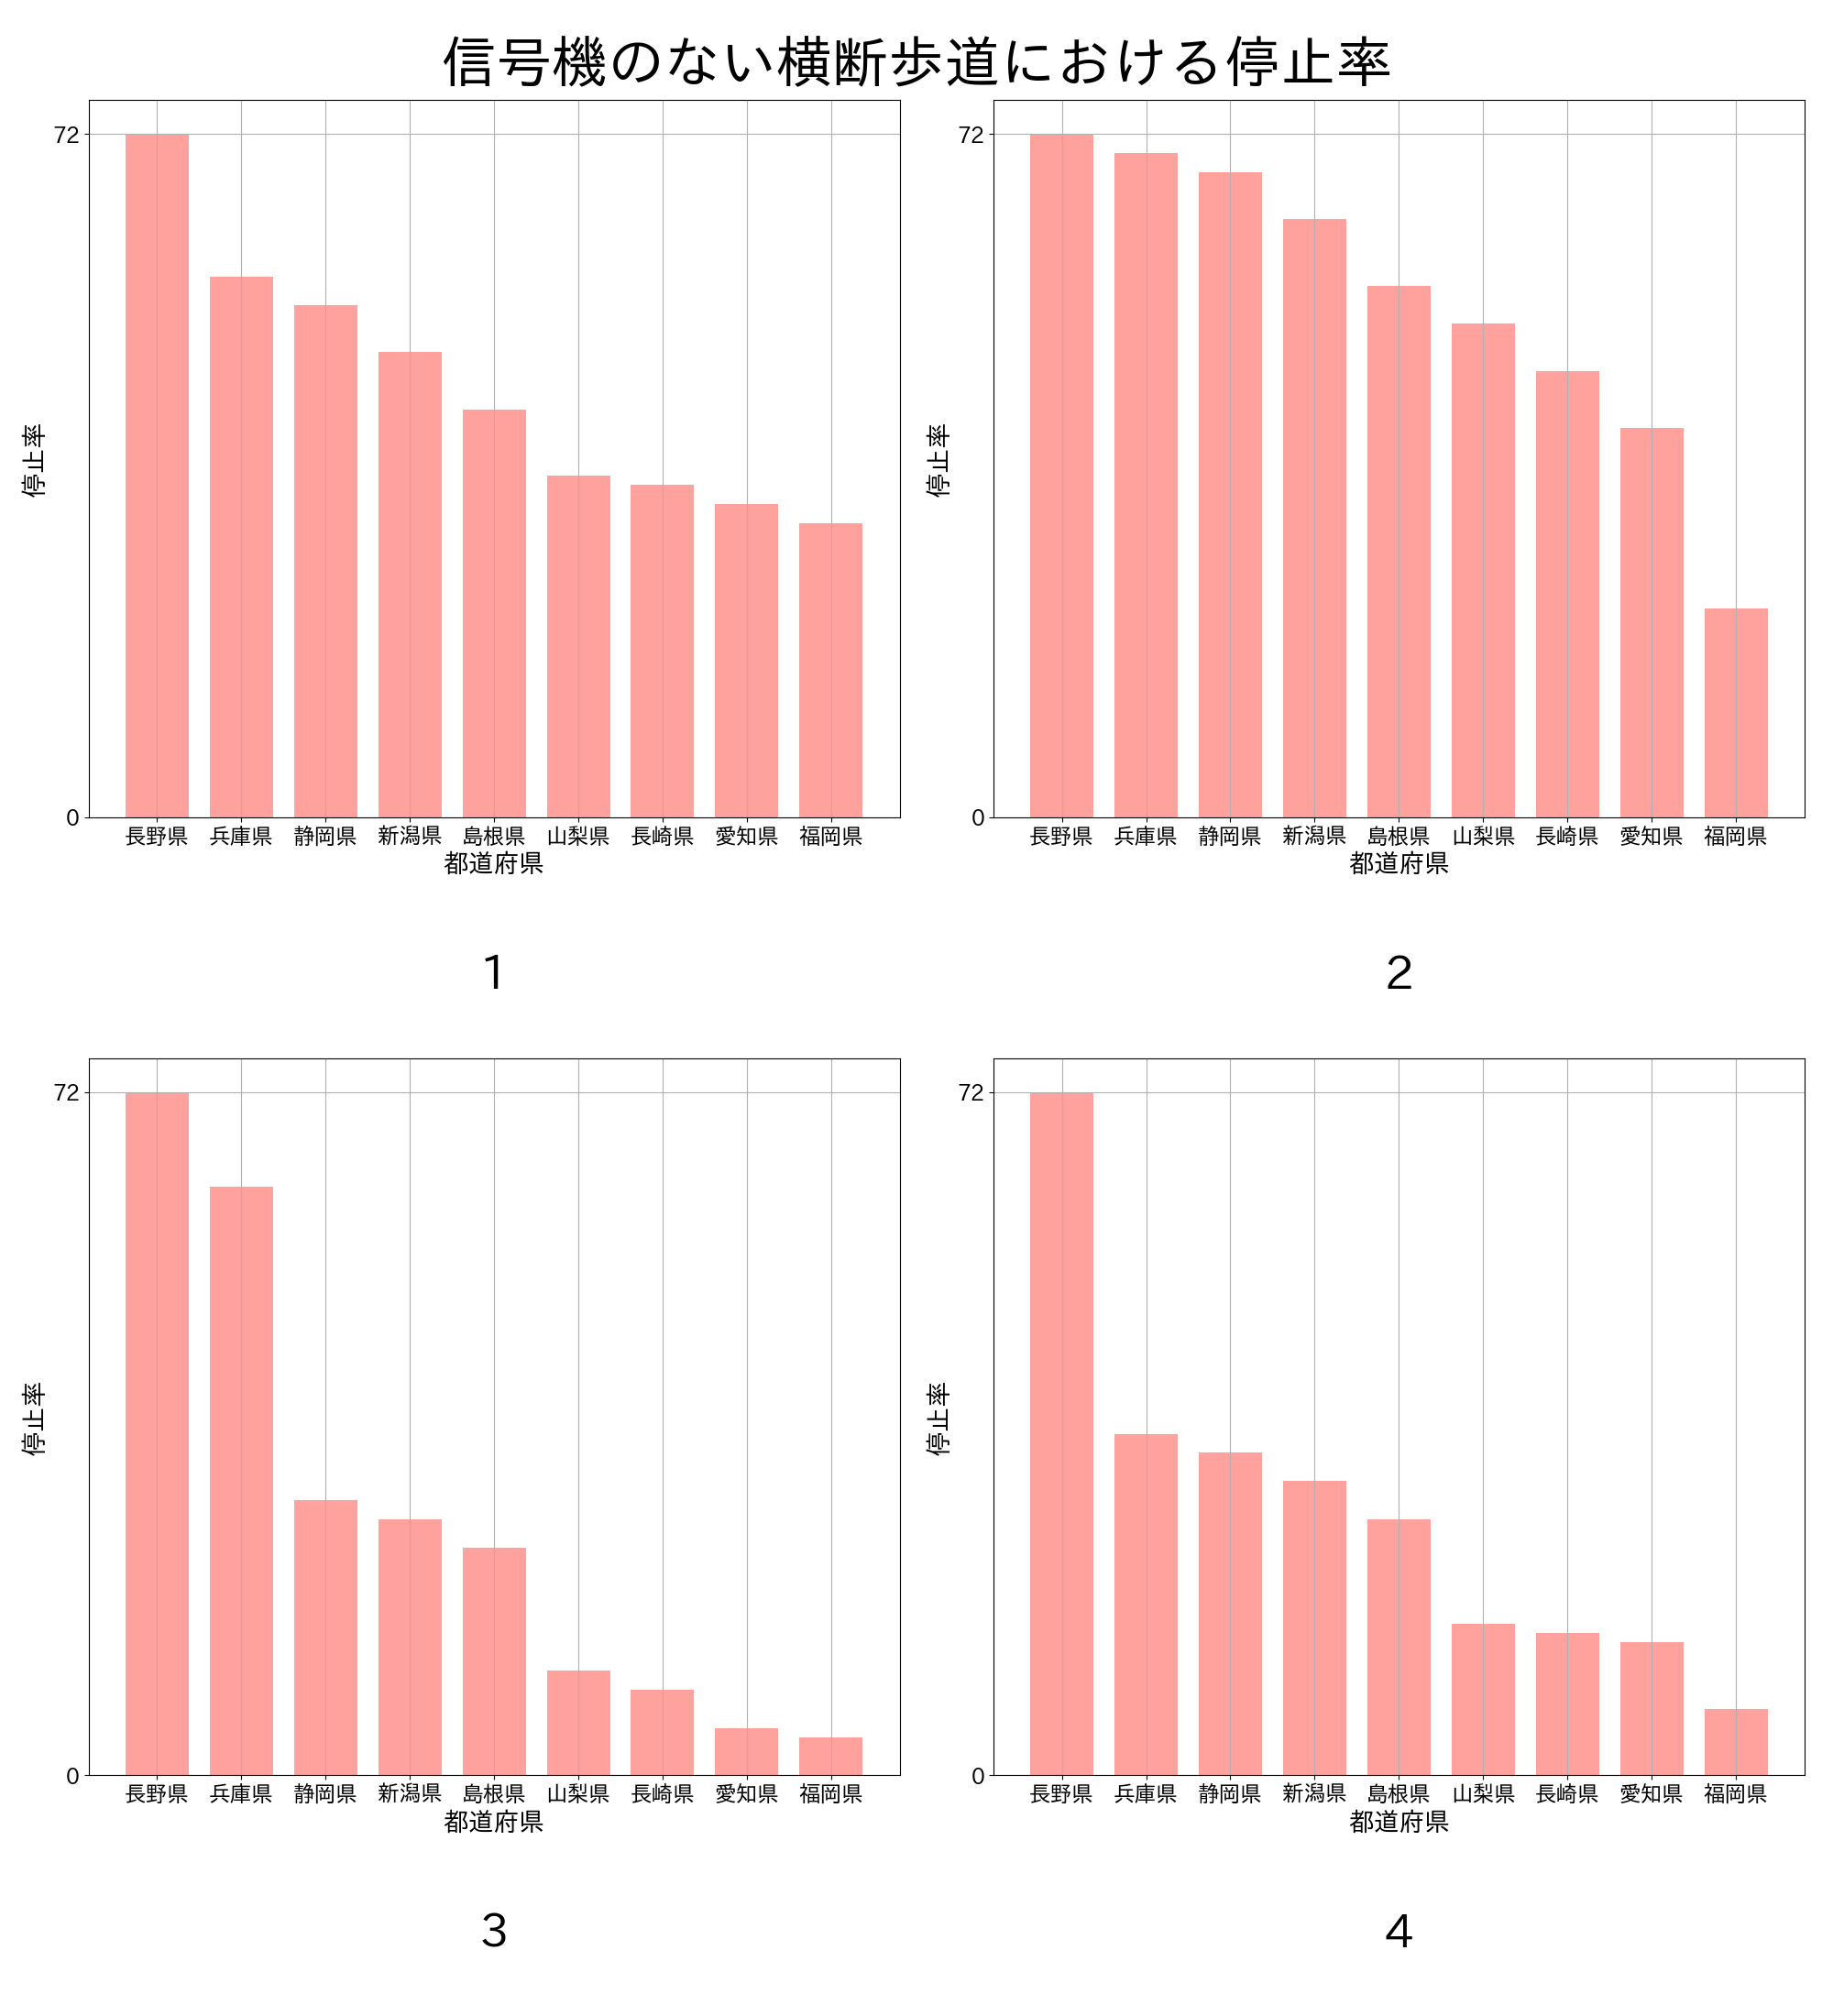 信号機のない横断歩道における停止率
72
停止率
0
長野県 兵庫県 静岡県 新潟県 島根県 山梨県 長崎県 愛知県 福岡県
都道府県
1
72
停止率
0
長野県 兵庫県 静岡県 新潟県 島根県 山梨県 長崎県 愛知県 福岡県
都道府県
2
72
停止率
0
長野県 兵庫県 静岡県 新潟県 島根県 山梨県 長崎県 愛知県 福岡県
都道府県
3
72
停止率
0
長野県 兵庫県 静岡県 新潟県 島根県 山梨県 長崎県 愛知県 福岡県
都道府県
4